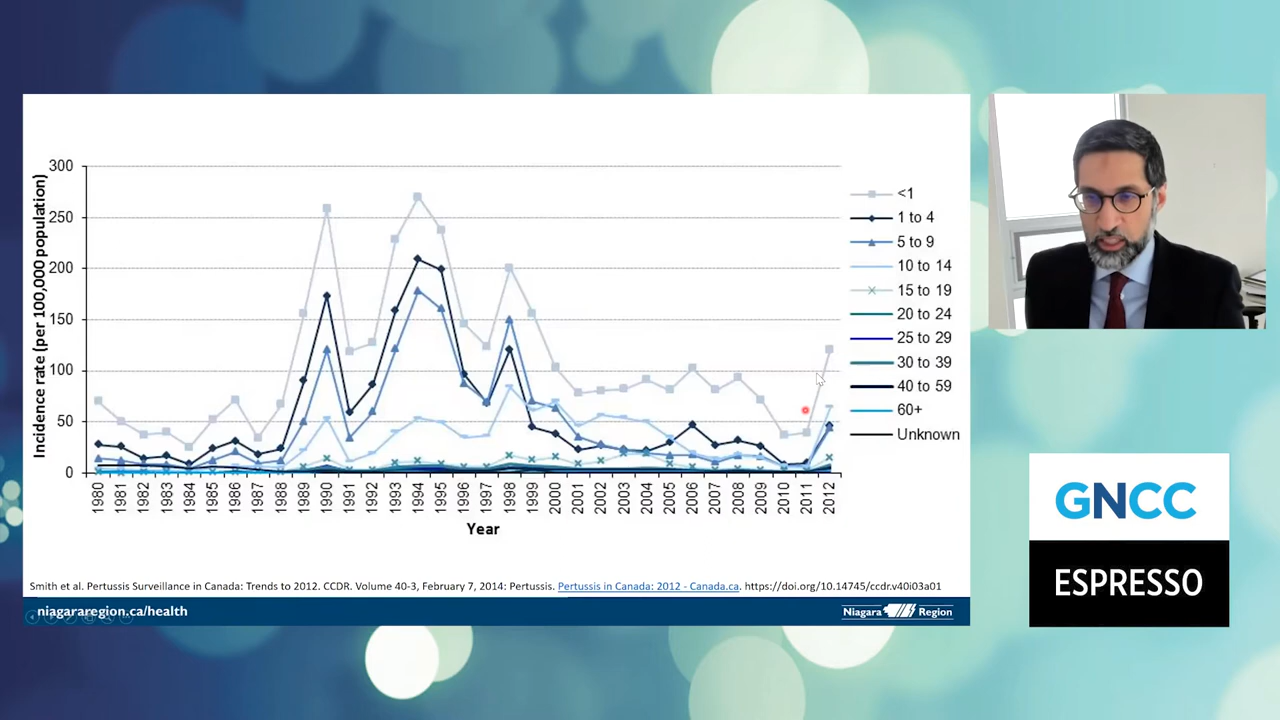 300
250
200
150
100
50
0
Incidence rate (per 100,000 population)
1980 1981 1982 1983 1984 1985 1986 1987 1988 1989 1990 1991 1992 1993 1994 1995 1996 1997 1998 1999 2000 2001 2002 2003 2004 2005 2006 2007 2008 2009 2010 2011 2012
Year
<1
1 to 4
5 to 9
10 to 14
15 to 19
20 to 24
25 to 29
30 to 39
40 to 59
60+
Unknown
Smith et al. Pertussis Surveillance in Canada: Trends to 2012. CCDR. Volume 40-3, February 7, 2014: Pertussis. Pertussis in Canada: 2012 - Canada.ca. https://doi.org/10.14745/ccdr.v40i03a01
niagararegion.ca/health
Niagara Region
GNCC
ESPRESSO